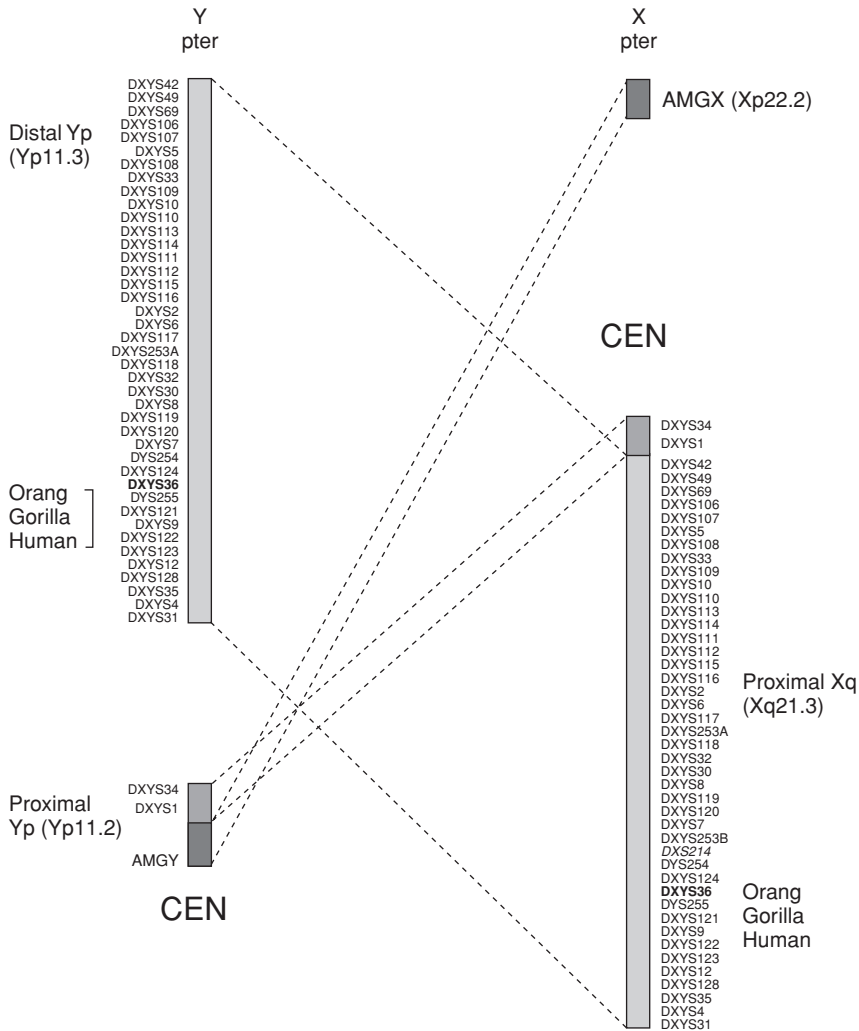 Y
pter
DXYS42
DXYS49
DXYS69
DXYS106
DXYS107
DXYS5
DXYS108
DXYS33
DXYS109
DXYS10
DXYS110
DXYS113
DXYS114
DXYS111
DXYS112
DXYS115
DXYS116
DXYS2
DXYS6
DXYS117
DXYS253A
DXYS118
DXYS32
DXYS30
DXYS8
DXYS119
DXYS120
DXYS7
DYS254
DXYS124
DXYS36
DYS255
DXYS121
DXYS9
DXYS122
DXYS123
DXYS12
DXYS128
DXYS35
DXYS4
DXYS31
Distal Yp
(Yp11.3)
Orang
Gorilla
Human
DXYS34
DXYS1
AMGY
Proximal
Yp (Yp11.2)
CEN
X
pter
AMGX (Xp22.2)
CEN
DXYS34
DXYS1
DXYS42
DXYS49
DXYS69
DXYS106
DXYS107
DXYS5
DXYS108
DXYS33
DXYS109
DXYS10
DXYS110
DXYS113
DXYS114
DXYS111
DXYS112
DXYS115
DXYS116
DXYS2
DXYS6
DXYS117
DXYS253A
DXYS118
DXYS32
DXYS30
DXYS8
DXYS119
DXYS120
DXYS7
DXYS253B
DXS214
DYS254
DXYS124
DXYS36
DYS255
DXYS121
DXYS9
DXYS122
DXYS123
DXYS12
DXYS128
DXYS35
DXYS4
DXYS31
Proximal Xq
(Xq21.3)
Orang
Gorilla
Human